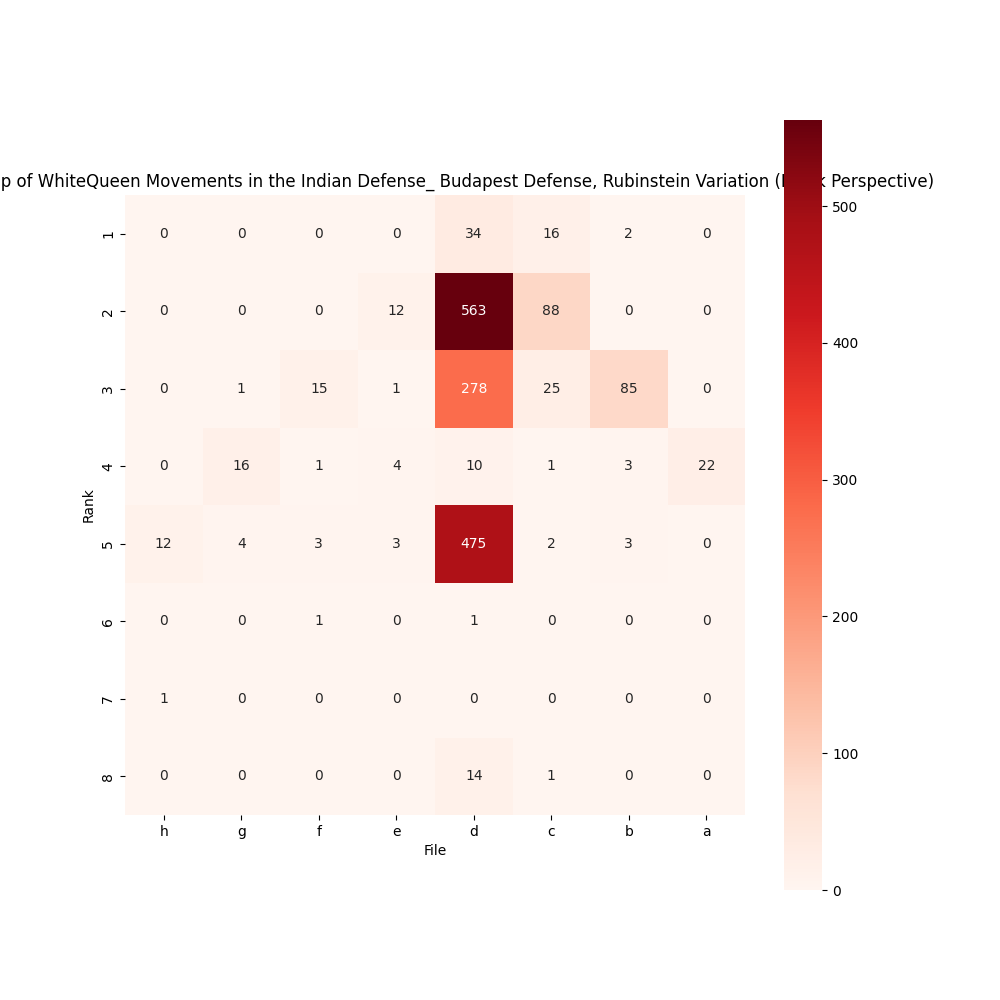 p of WhiteQueen Movements in the Indian Defense_ Budapest Defense, Rubinstein Variation ( k Perspective)
1 0 0 0 0 34 16 2 0
2 0 0 0 12 563 88 0 0
3 0 1 15 1 278 25 85 0
4 0 16 1 4 10 1 3 22
5 12 4 3 3 475 2 3 0
6 0 0 1 0 1 0 0 0
7 1 0 0 0 0 0 0 0
8 0 0 0 0 14 1 0 0
h g f e d c b a
File
Rank
500
400
300
200
100
0